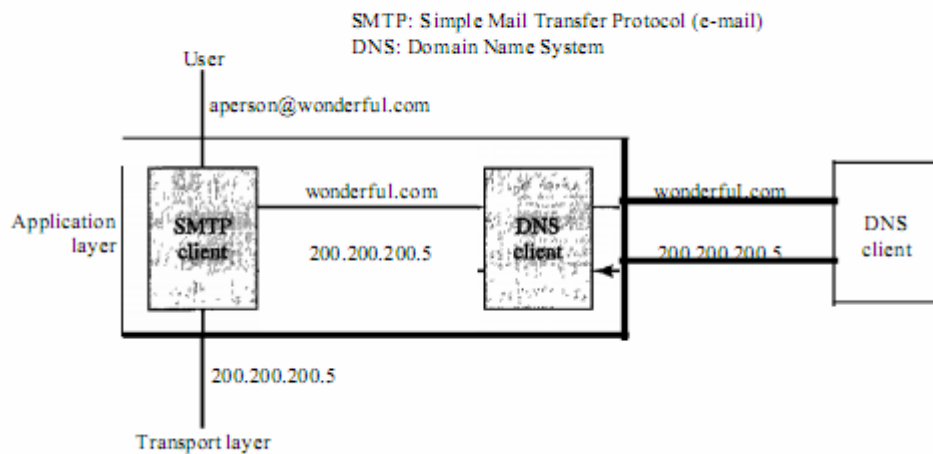 SMTP: Simple Mail Transfer Protocol (e-mail)
DNS: Domain Name System
User
aperson@wonderful.com
Application
layer
SMTP
client
wonderful.com
200.200.200.5
DNS
client
wonderful.com
200.200.200.5
DNS
client
200.200.200.5
Transport layer